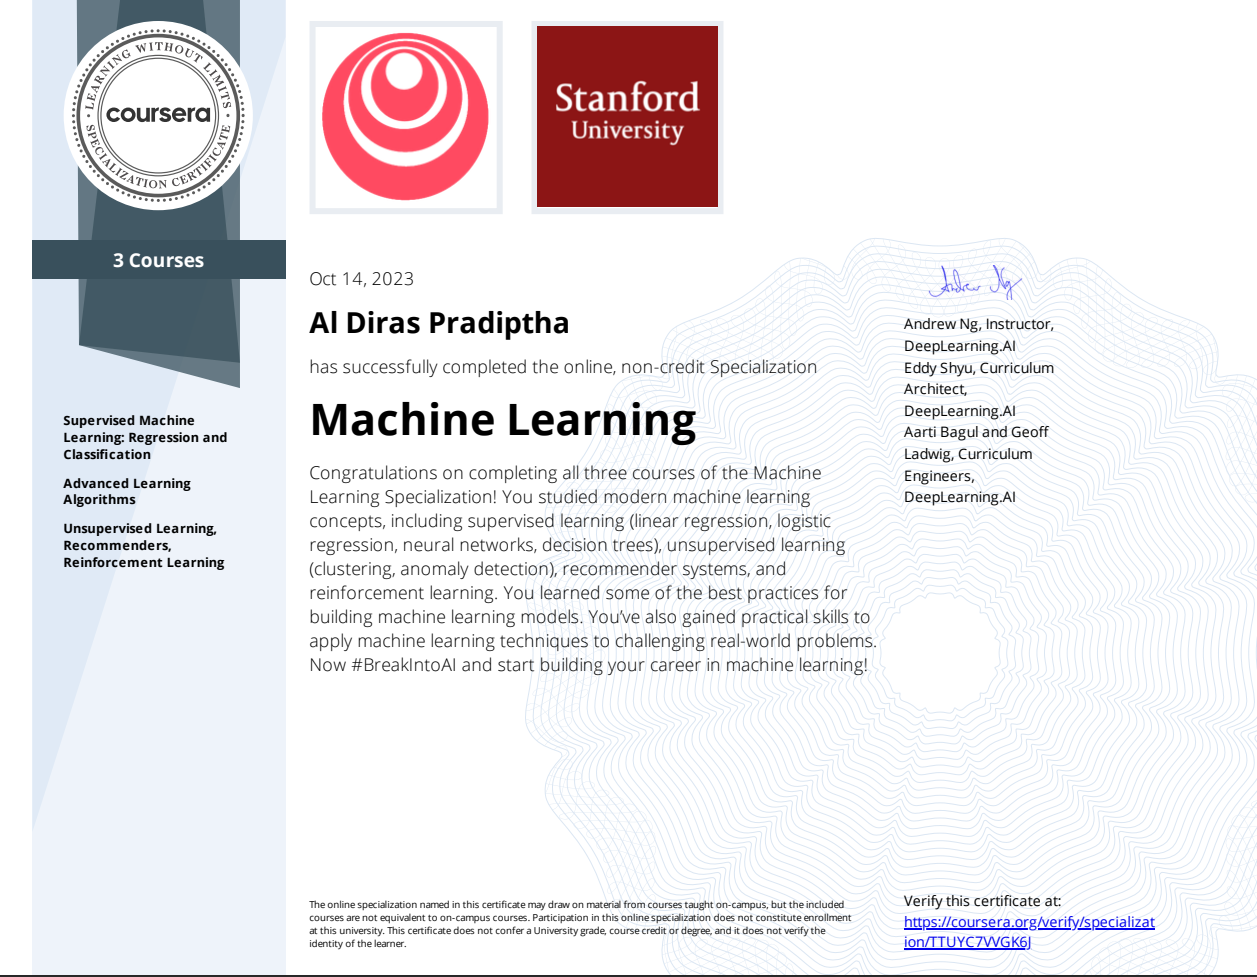 LEARNING WITHOUT LIMITS
coursera
SPECIALIZATION CERTIFICATE
Stanford
University
3 Courses
Supervised Machine
Learning: Regression and
Classification
Advanced Learning
Algorithms
Unsupervised Learning,
Recommenders,
Reinforcement Learning
Oct 14, 2023
Al Diras Pradiptha
has successfully completed the online, non-credit Specialization
Machine Learning
Congratulations on completing all three courses of the Machine
Learning Specialization! You studied modern machine learning
concepts, including supervised learning (linear regression, logistic
regression, neural networks, decision trees), unsupervised learning
(clustering, anomaly detection), recommender systems, and
reinforcement learning. You learned some of the best practices for
building machine learning models. You’ve also gained practical skills to
apply machine learning techniques to challenging real-world problems.
Now #BreakIntoAI and start building your career in machine learning!
Andrew Ng
Andrew Ng, Instructor,
DeepLearning.AI
Eddy Shyu, Curriculum
Architect,
DeepLearning.AI
Aarti Bagul and Geoff
Ladwig, Curriculum
Engineers,
DeepLearning.AI
The online specialization named in this certificate may draw on material from courses taught on-campus, but the included
courses are not equivalent to on-campus courses. Participation in this online specialization does not constitute enrollment
at this university. This certificate does not confer a University grade, course credit or degree, and it does not verify the
identity of the learner.
Verify this certificate at:
https://coursera.org/verify/specializat
ion/TTUYC7VVGK6J